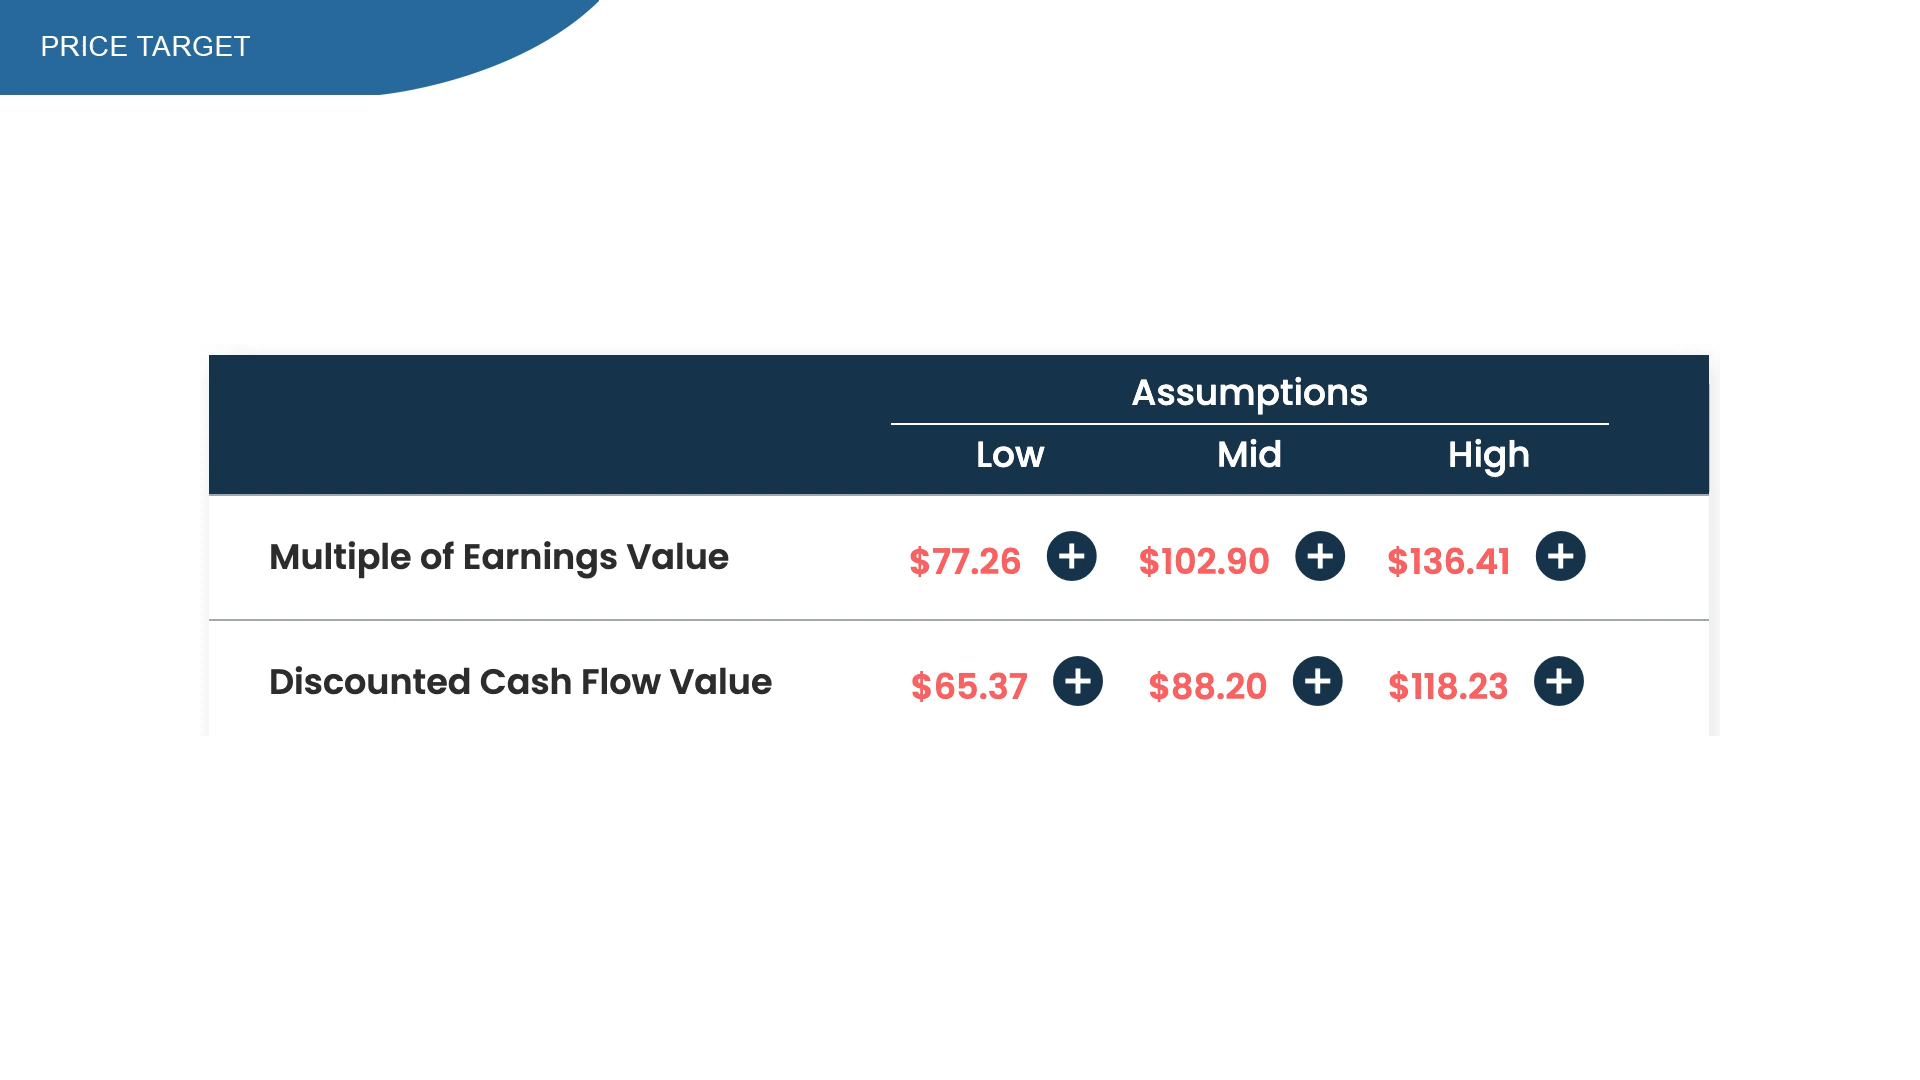 PRICE TARGET
Assumptions
Low Mid High
Multiple of Earnings Value $77.26 $102.90 $136.41
Discounted Cash Flow Value $65.37 $88.20 $118.23